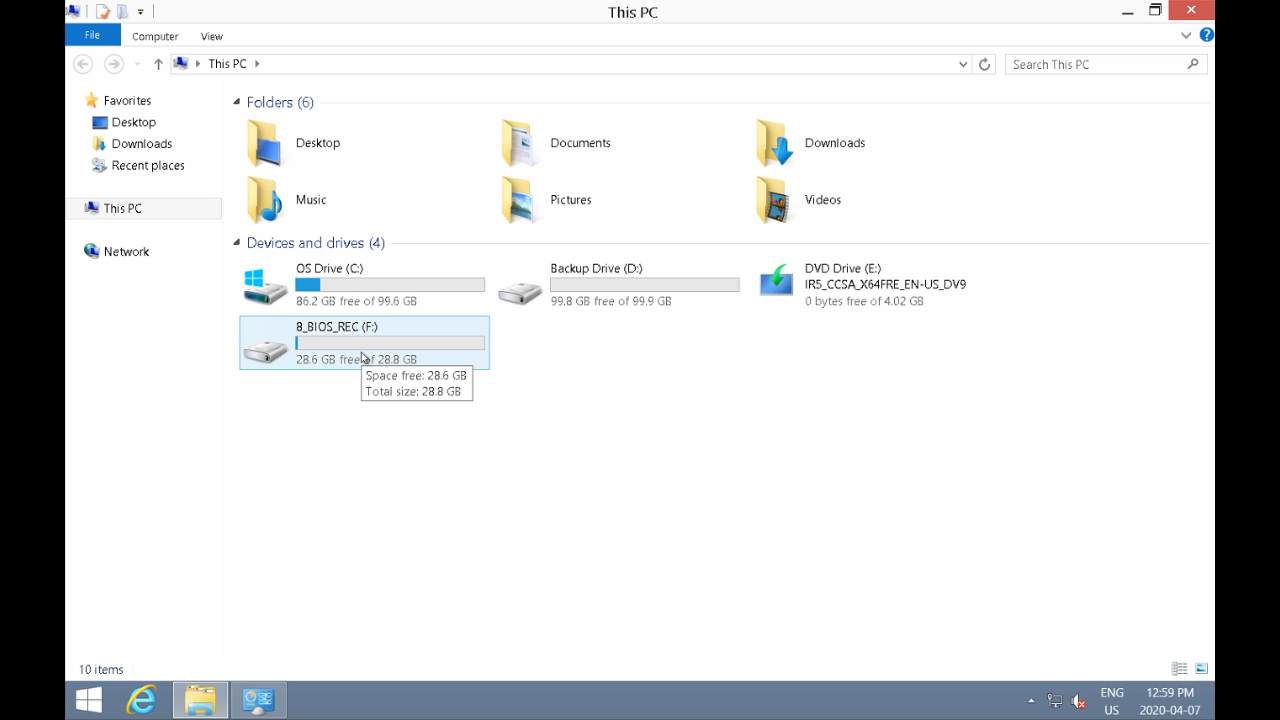 This PC
File
Computer
View
This PC
Search This PC
Favorites
Desktop
Downloads
Recent places
This PC
Network
Folders (6)
Desktop
Documents
Downloads
Music
Pictures
Videos
Devices and drives (4)
OS Drive (C:)
86.2 GB free of 99.6 GB
Backup Drive (D:)
99.8 GB free of 99.9 GB
DVD Drive (E:)
IR5_CCSA_X64FRE_EN-US_DV9
0 bytes free of 4.02 GB
8_BIOS_REC (F:)
28.6 GB free of 28.8 GB
Space free: 28.6 GB
Total size: 28.8 GB
10 items
ENG
US
12:59 PM
2020-04-07